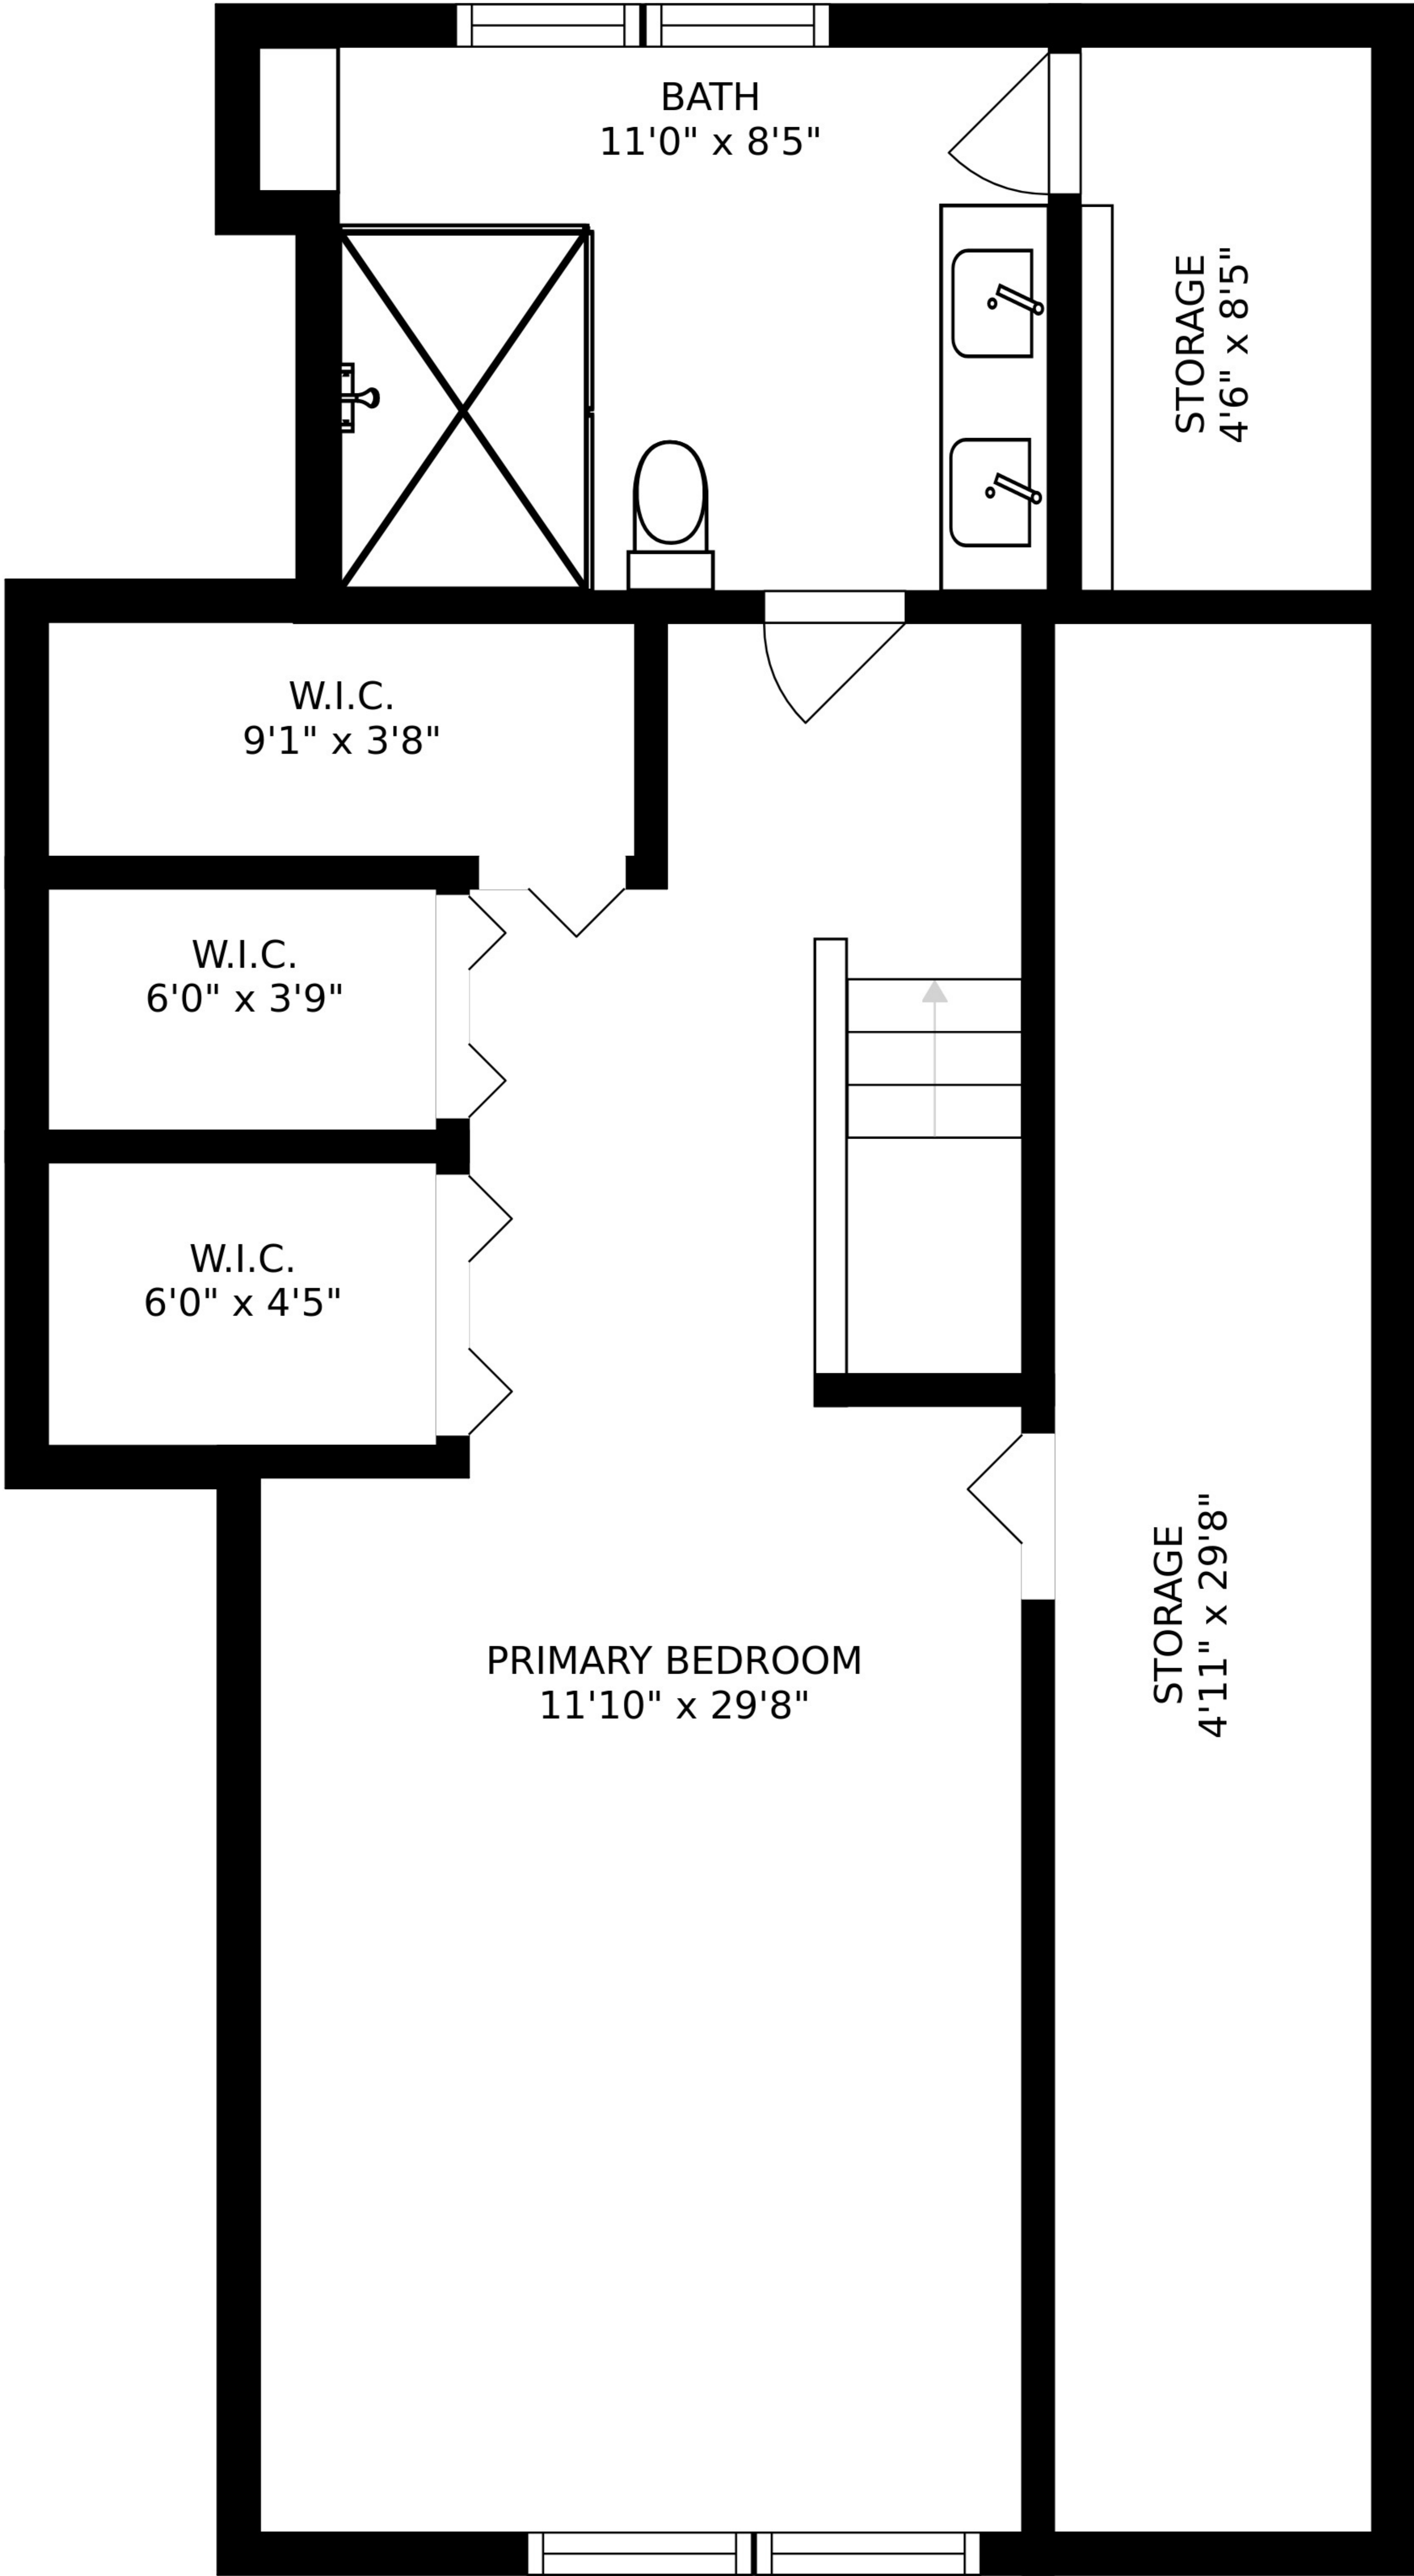 BATH
11'0" x 8'5"
STORAGE
4'6" x 8'5"
W.I.C.
9'1" x 3'8"
W.I.C.
6'0" x 3'9"
W.I.C.
6'0" x 4'5"
STORAGE
4'11" x 29'8"
PRIMARY BEDROOM
11'10" x 29'8"